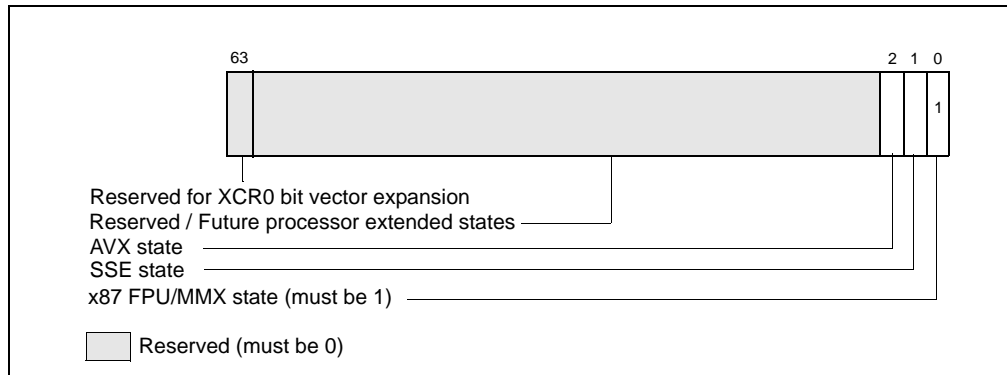 63
2 1 0
1
Reserved for XCR0 bit vector expansion
Reserved / Future processor extended states
AVX state
SSE state
x87 FPU/MMX state (must be 1)
Reserved (must be 0)